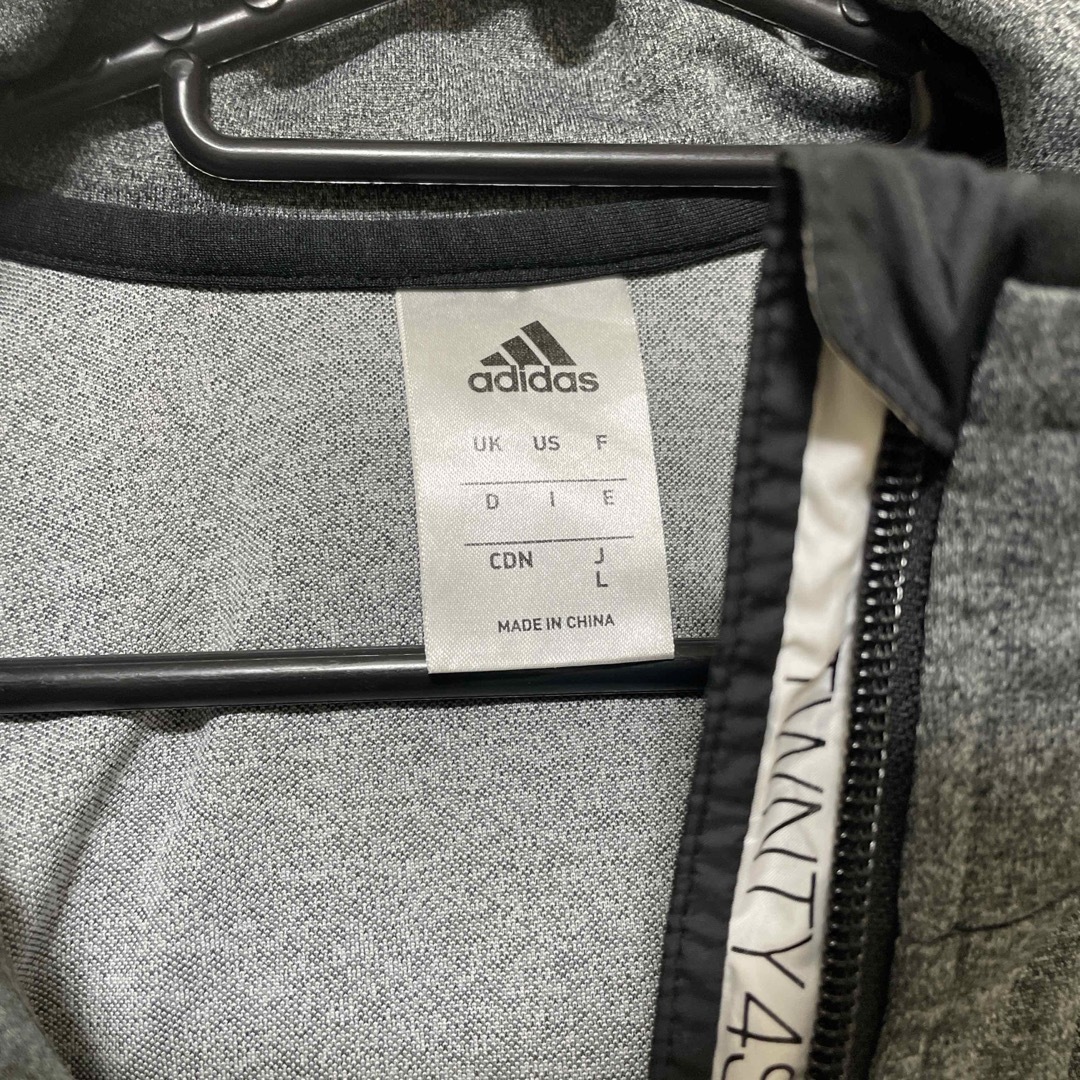 adidas
UK US F
D I E
CDN J
L
MADE IN CHINA